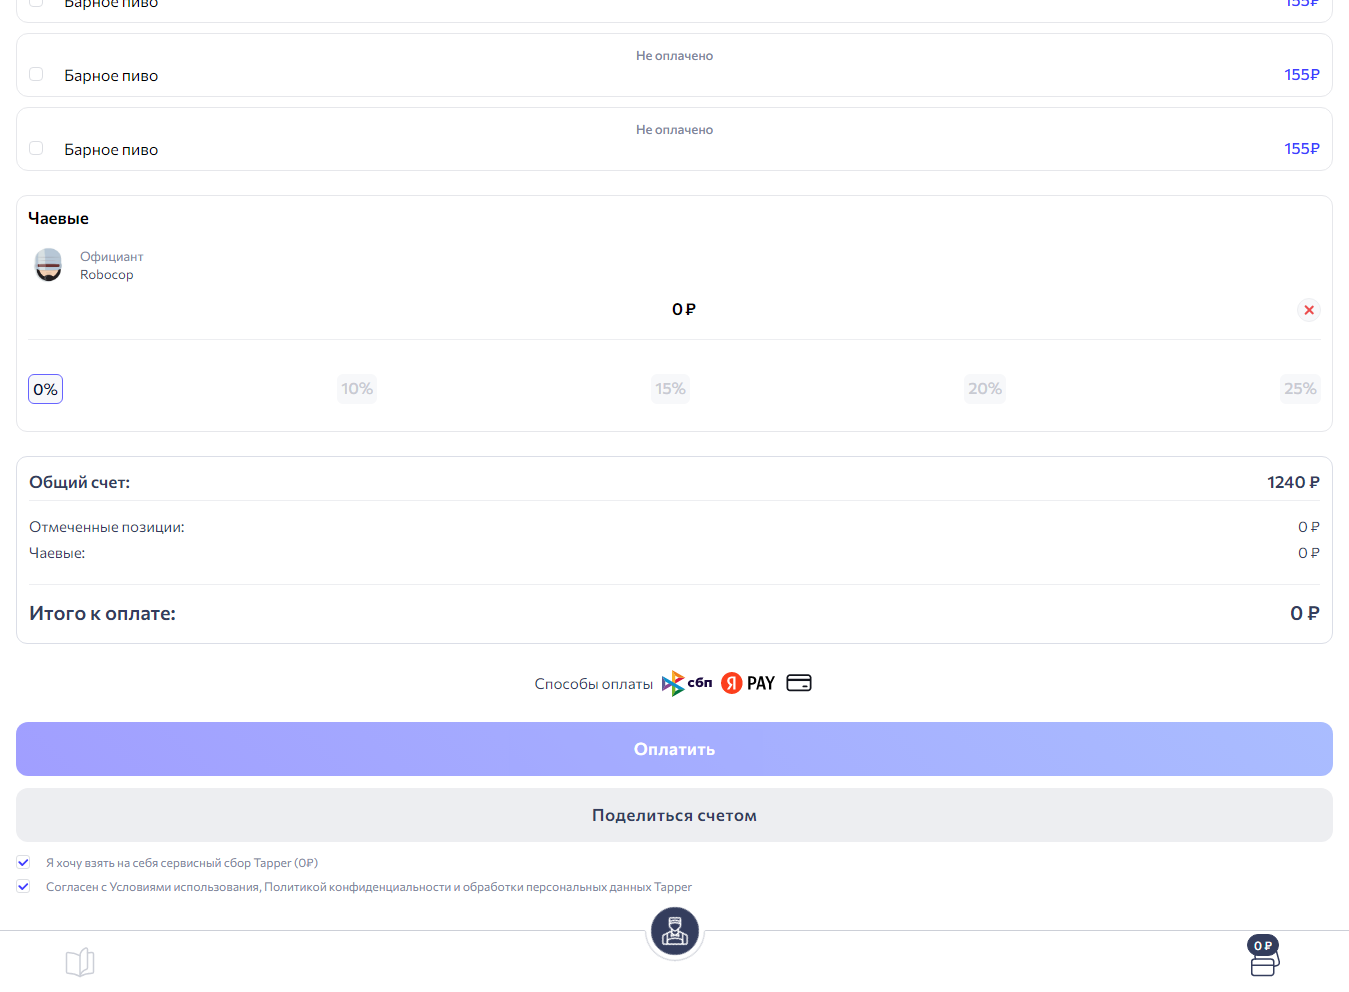 Барное пиво 155₽
Не оплачено
Барное пиво 155₽
Не оплачено
Барное пиво 155₽
Чаевые
Официант
Robocop
0 ₽
0% 10% 15% 20% 25%
Общий счет: 1240 ₽
Отмеченные позиции: 0 ₽
Чаевые: 0 ₽
Итого к оплате: 0 ₽
Способы оплаты сбп Я PAY
Оплатить
Поделиться счетом
Я хочу взять на себя сервисный сбор Tapper (0₽)
Согласен с Условиями использования, Политикой конфиденциальности и обработки персональных данных Tapper
0 ₽